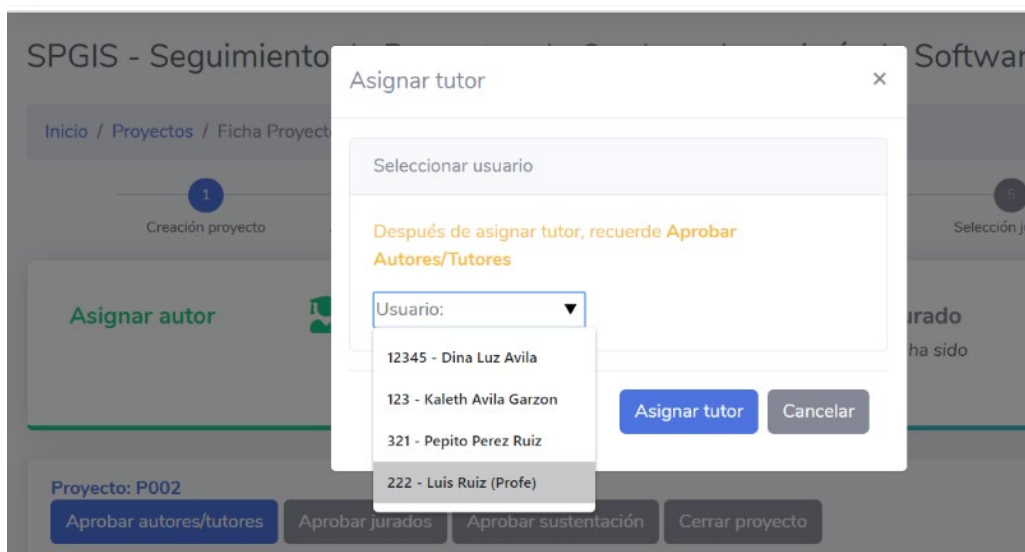 SPGIS - Seguimiento
Softwar
Asignar tutor
×
Inicio / Proyectos / Ficha Proyect
Seleccionar usuario
1
5
Creación proyecto
Selección j
Después de asignar tutor, recuerde Aprobar
Autores/Tutores
Usuario:
Asignar autor
urado
ha sido
12345 - Dina Luz Avila
123 - Kaleth Avila Garzon
321 - Pepito Perez Ruiz
222 - Luis Ruiz (Profe)
Asignar tutor
Cancelar
Proyecto: P002
Aprobar autores/tutores
Aprobar jurados
Aprobar sustentación
Cerrar proyecto